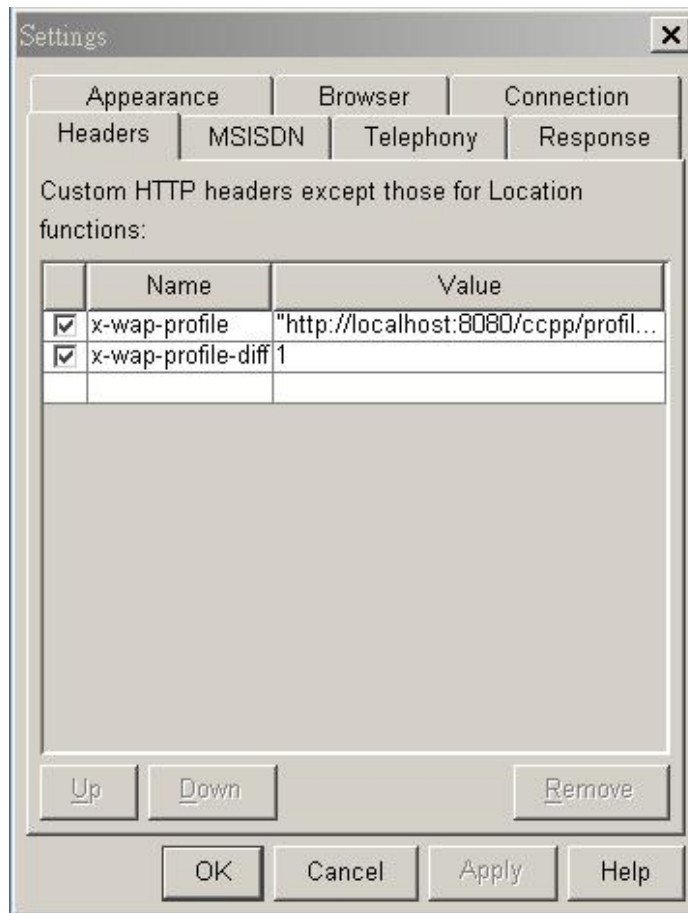 Settings
Appearance Browser Connection
Headers MSISDN Telephony Response
Custom HTTP headers except those for Location
functions:
Name Value
x-wap-profile "http://localhost:8080/ccpp/profil...
x-wap-profile-diff 1
Up Down Remove
OK Cancel Apply Help